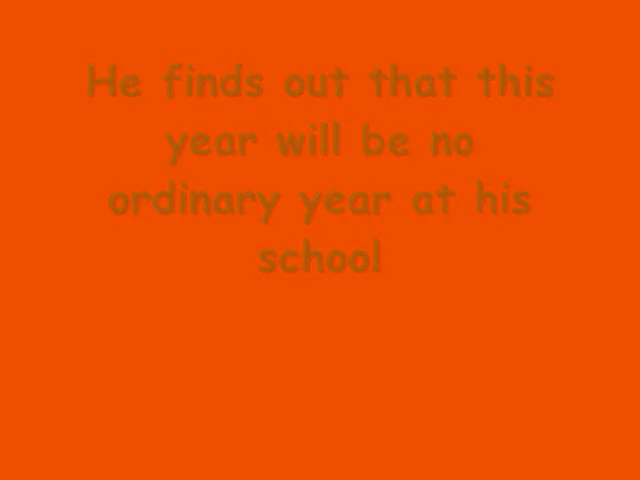 He finds out that this
year will be no
ordinary year at his
school